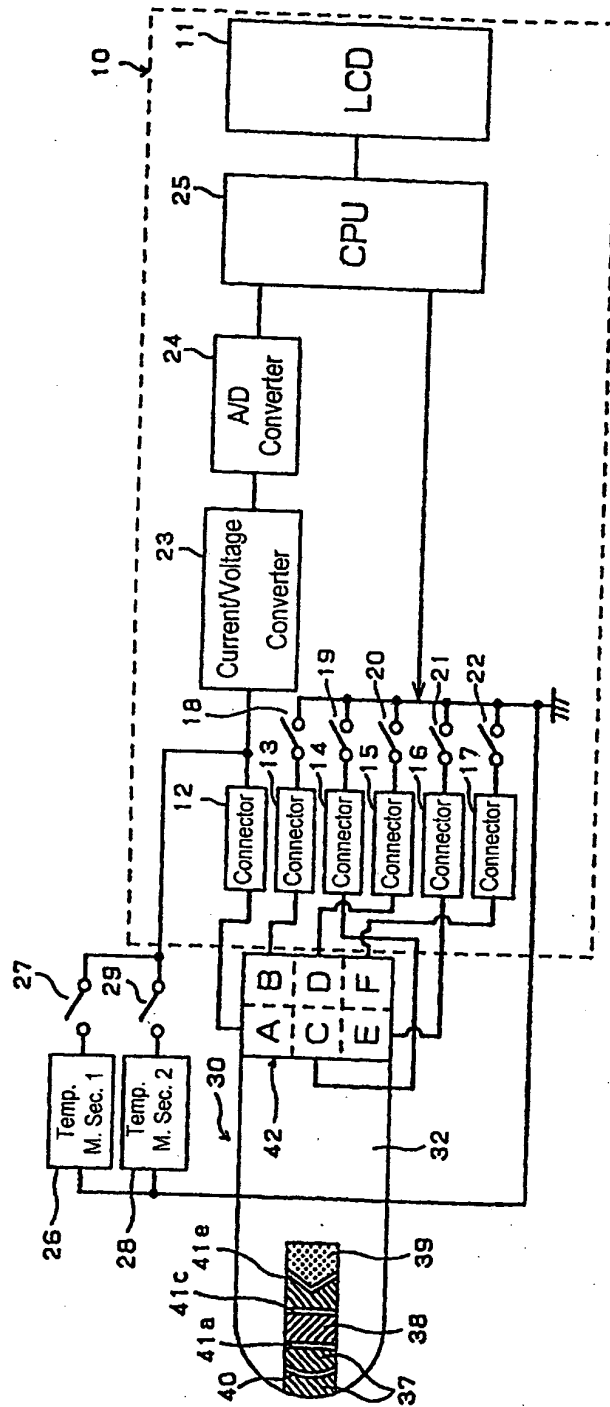 10
11
LCD
25
CPU
24
A/D
Converter
23
Current/Voltage
Converter
27
29
Temp.
M. Sec. 1
Temp.
M. Sec. 2
26
28
30
12
13
14
15
16
17
Connector
Connector
Connector
Connector
Connector
Connector
18
19
20
21
22
A
B
C
D
E
F
42
32
40
41a
41c
41e
37
38
39